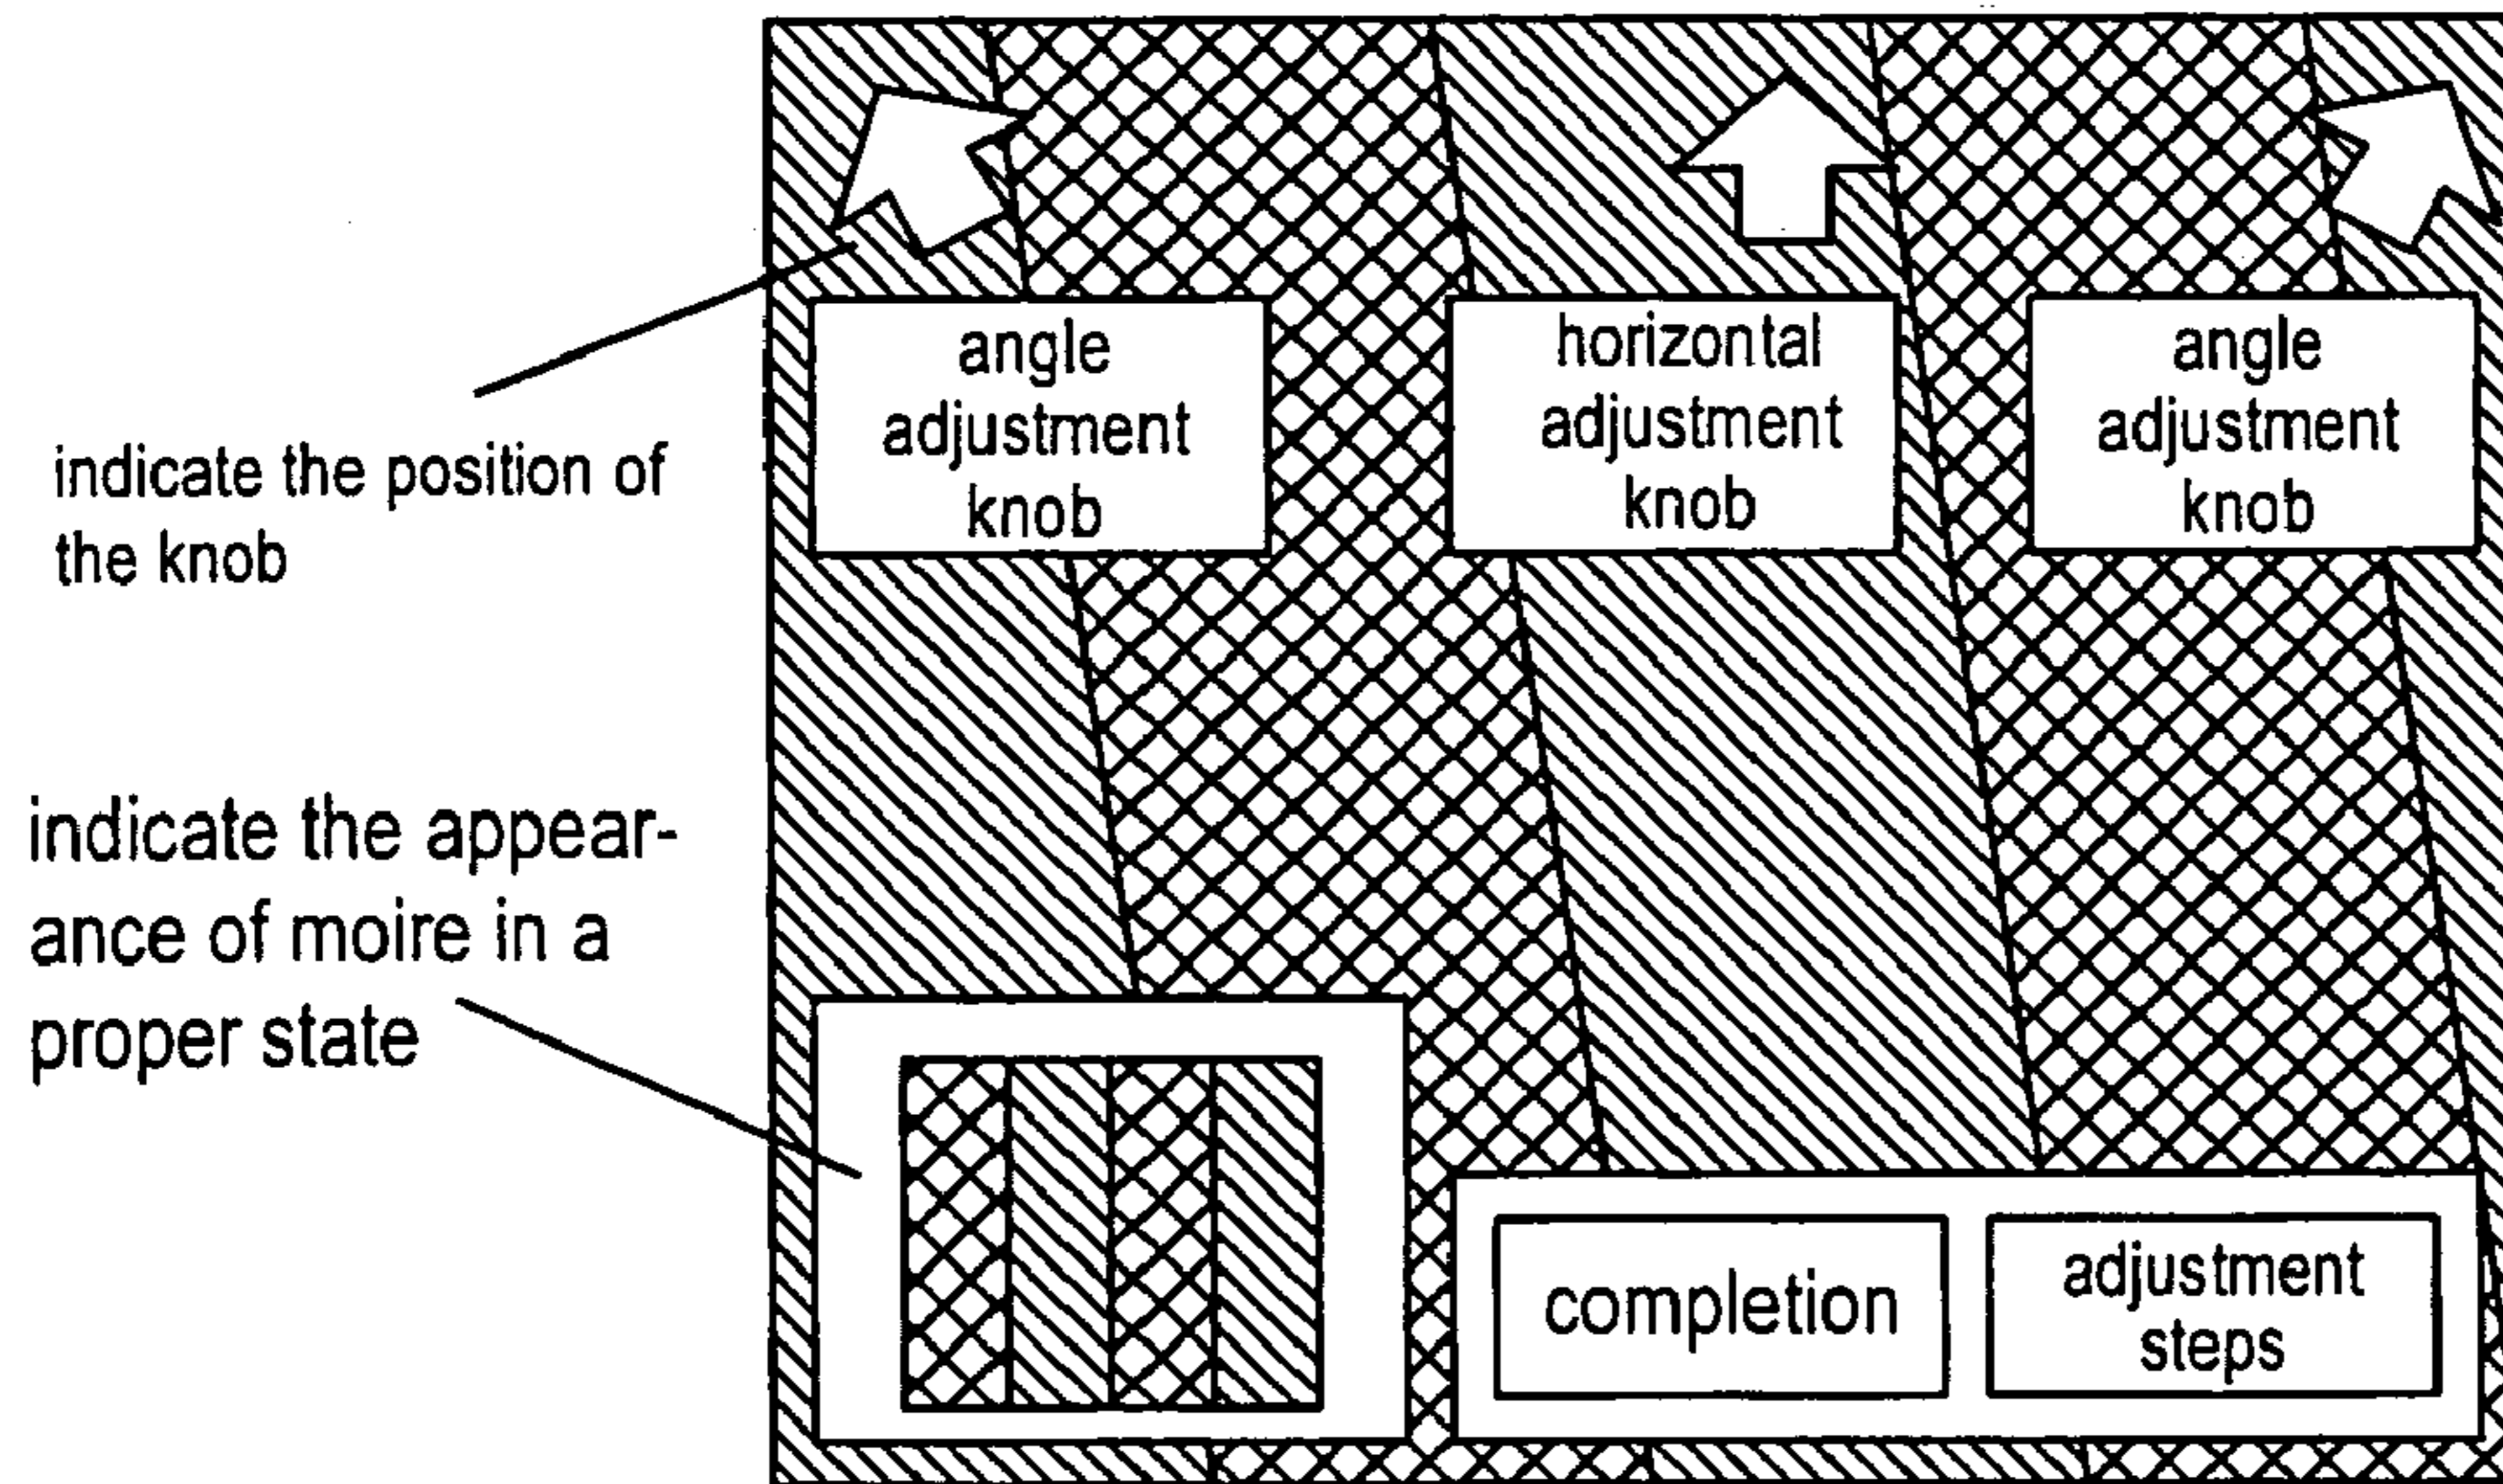 angle
adjustment
knob
horizontal
adjustment
knob
angle
adjustment
knob
indicate the position of
the knob
indicate the appear-
ance of moire in a
proper state
completion
adjustment
steps